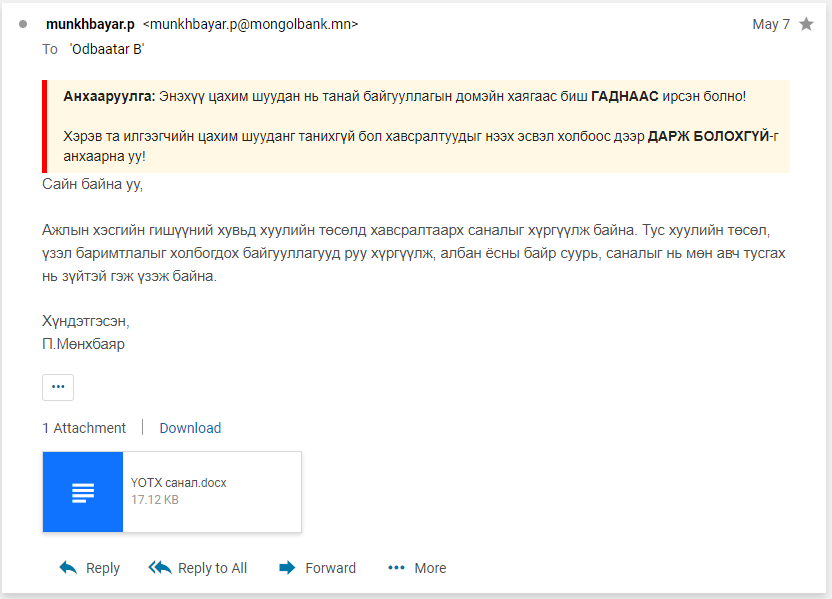 munkhbayar.p <munkhbayar.p@mongolbank.mn> May 7
To 'Odbaatar B'
Анхааруулга: Энэхүү цахим шуудан нь танай байгууллагын домэйн хаягаас биш ГАДНААС ирсэн болно!
Хэрэв та илгээгчийн цахим шууданг танихгүй бол хавсралтуудыг нээх эсвэл холбоос дээр ДАРЖ БОЛОХГҮЙ-г
анхаарна уу!
Сайн байна уу,
Ажлын хэсгийн гишүүний хувьд хуулийн төсөлд хавсралтаарх саналыг хүргүүлж байна. Тус хуулийн төсөл,
үзэл баримтлалыг холбогдох байгууллагууд руу хүргүүлж, албан ёсны байр суурь, саналыг нь мөн авч тусгах
нь зүйтэй гэж үзэж байна.
Хүндэтгэсэн,
П.Мөнхбаяр
1 Attachment | Download
YOTX санал.docx
17.12 KB
Reply Reply to All Forward More